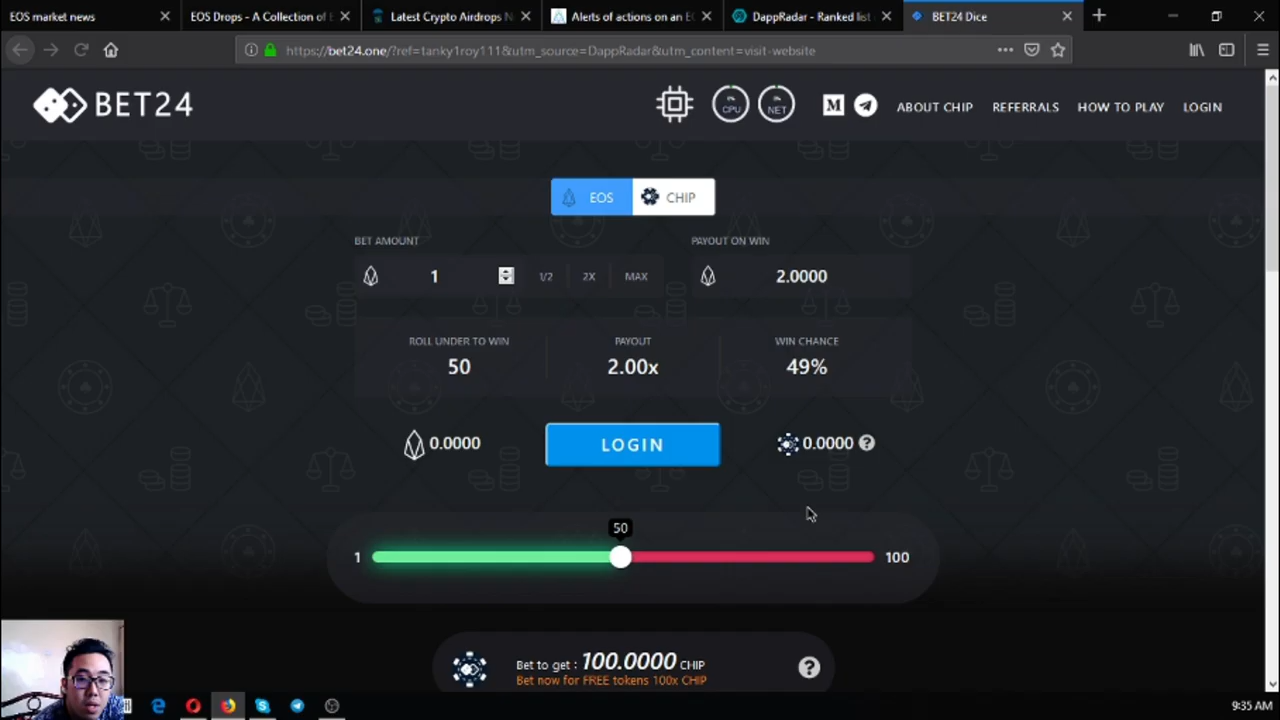 EOS market news
EOS Drops - A Collection of E
Latest Crypto Airdrops N
Alerts of actions on an E
DappRadar - Ranked list
BET24 Dice
https://bet24.one/?ref=tanky1roy111&utm_source=DappRadar&utm_content=visit-website
BET24
CPU
NET
M
ABOUT CHIP
REFERRALS
HOW TO PLAY
LOGIN
EOS
CHIP
BET AMOUNT
PAYOUT ON WIN
1
1/2
2X
MAX
2.0000
ROLL UNDER TO WIN
PAYOUT
WIN CHANCE
50
2.00x
49%
0.0000
LOGIN
0.0000 ?
50
1
100
Bet to get : 100.0000 CHIP
?
Bet now for FREE tokens 100x CHIP
9:35 AM